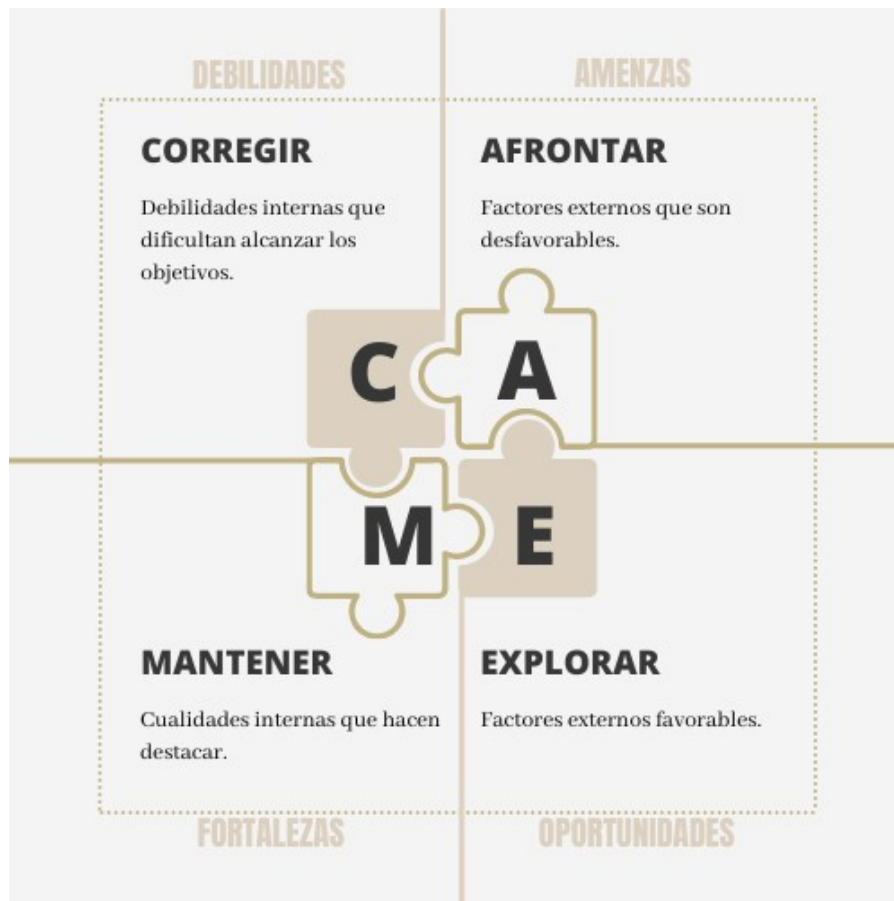 DEBILIDADES
AMENZAS
CORREGIR
Debilidades internas que
dificultan alcanzar los
objetivos.
AFRONTAR
Factores externos que son
desfavorables.
C
A
M
E
MANTENER
Cualidades internas que hacen
destacar.
EXPLORAR
Factores externos favorables.
FORTALEZAS
OPORTUNIDADES